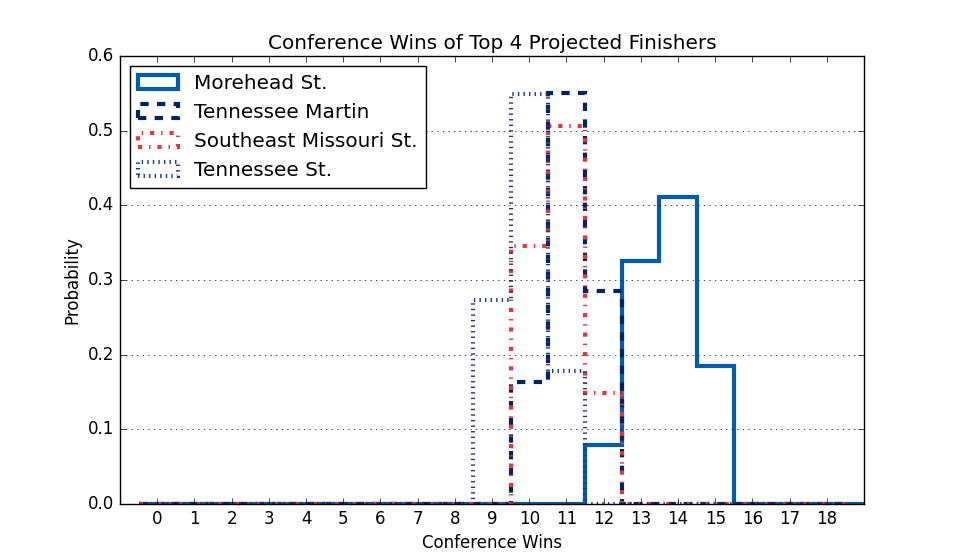 Conference Wins of Top 4 Projected Finishers
0.6
0.5
0.4
0.3
0.2
0.1
0.0
Probability
Morehead St.
Tennessee Martin
Southeast Missouri St.
Tennessee St.
0 1 2 3 4 5 6 7 8 9 10 11 12 13 14 15 16 17 18
Conference Wins